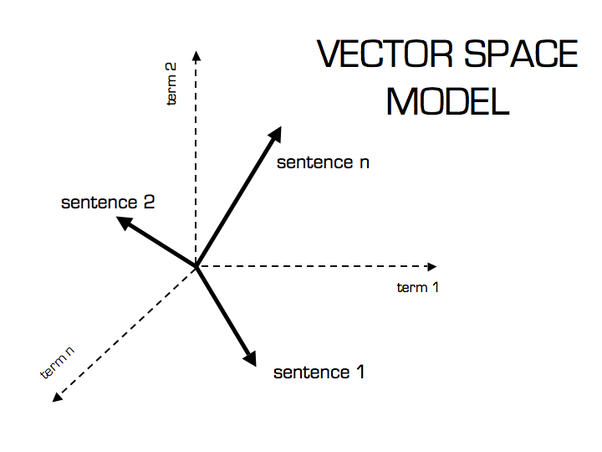 VECTOR SPACE
MODEL
term 2
sentence n
sentence 2
term 1
term n
sentence 1